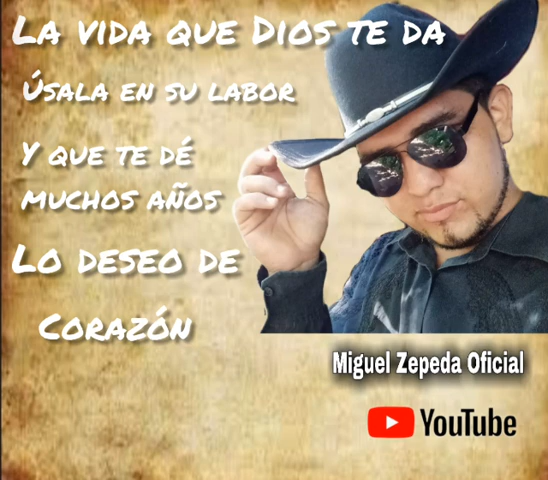 La vida que Dios te da
Úsala en su labor
Y que te dé
muchos años
Lo deseo de
Corazón
Miguel Zepeda Oficial
YouTube